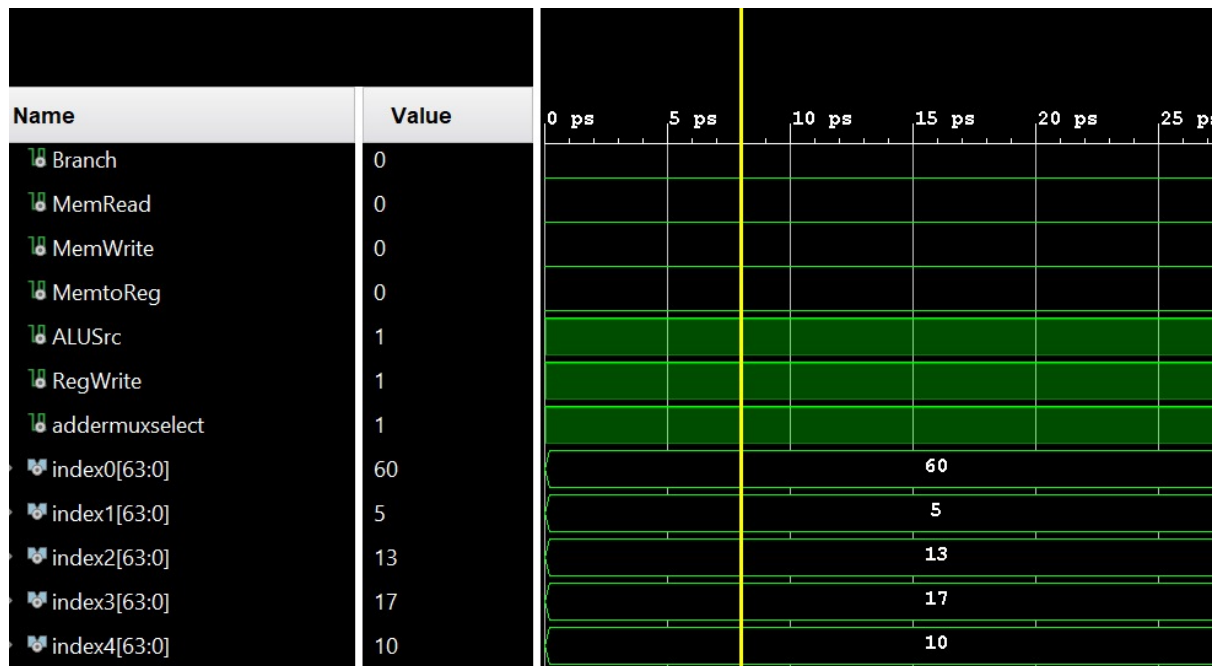 Name Value 0 ps 5 ps 10 ps 15 ps 20 ps 25 ps
Branch 0
MemRead 0
MemWrite 0
MemtoReg 0
ALUSrc 1
RegWrite 1
addermuxselect 1
index0[63:0] 60 60
index1[63:0] 5 5
index2[63:0] 13 13
index3[63:0] 17 17
index4[63:0] 10 10